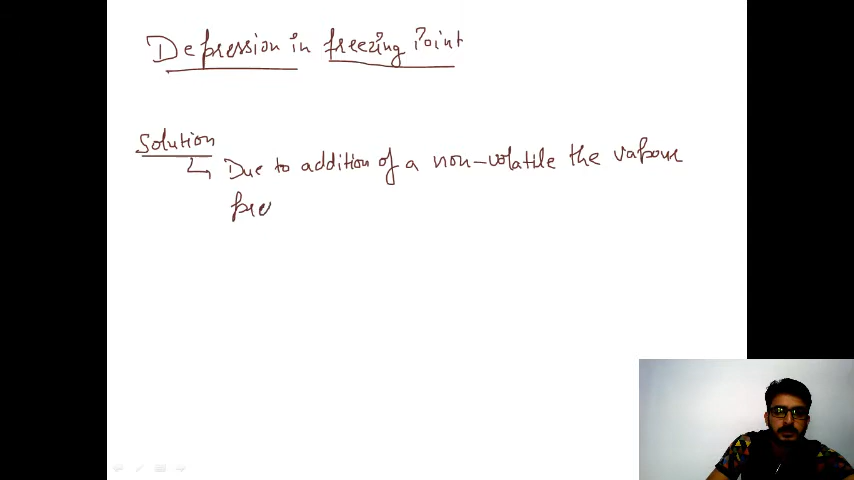 Depression in freezing Point
Solution
Due to addition of a non-volatile the vapour
pre